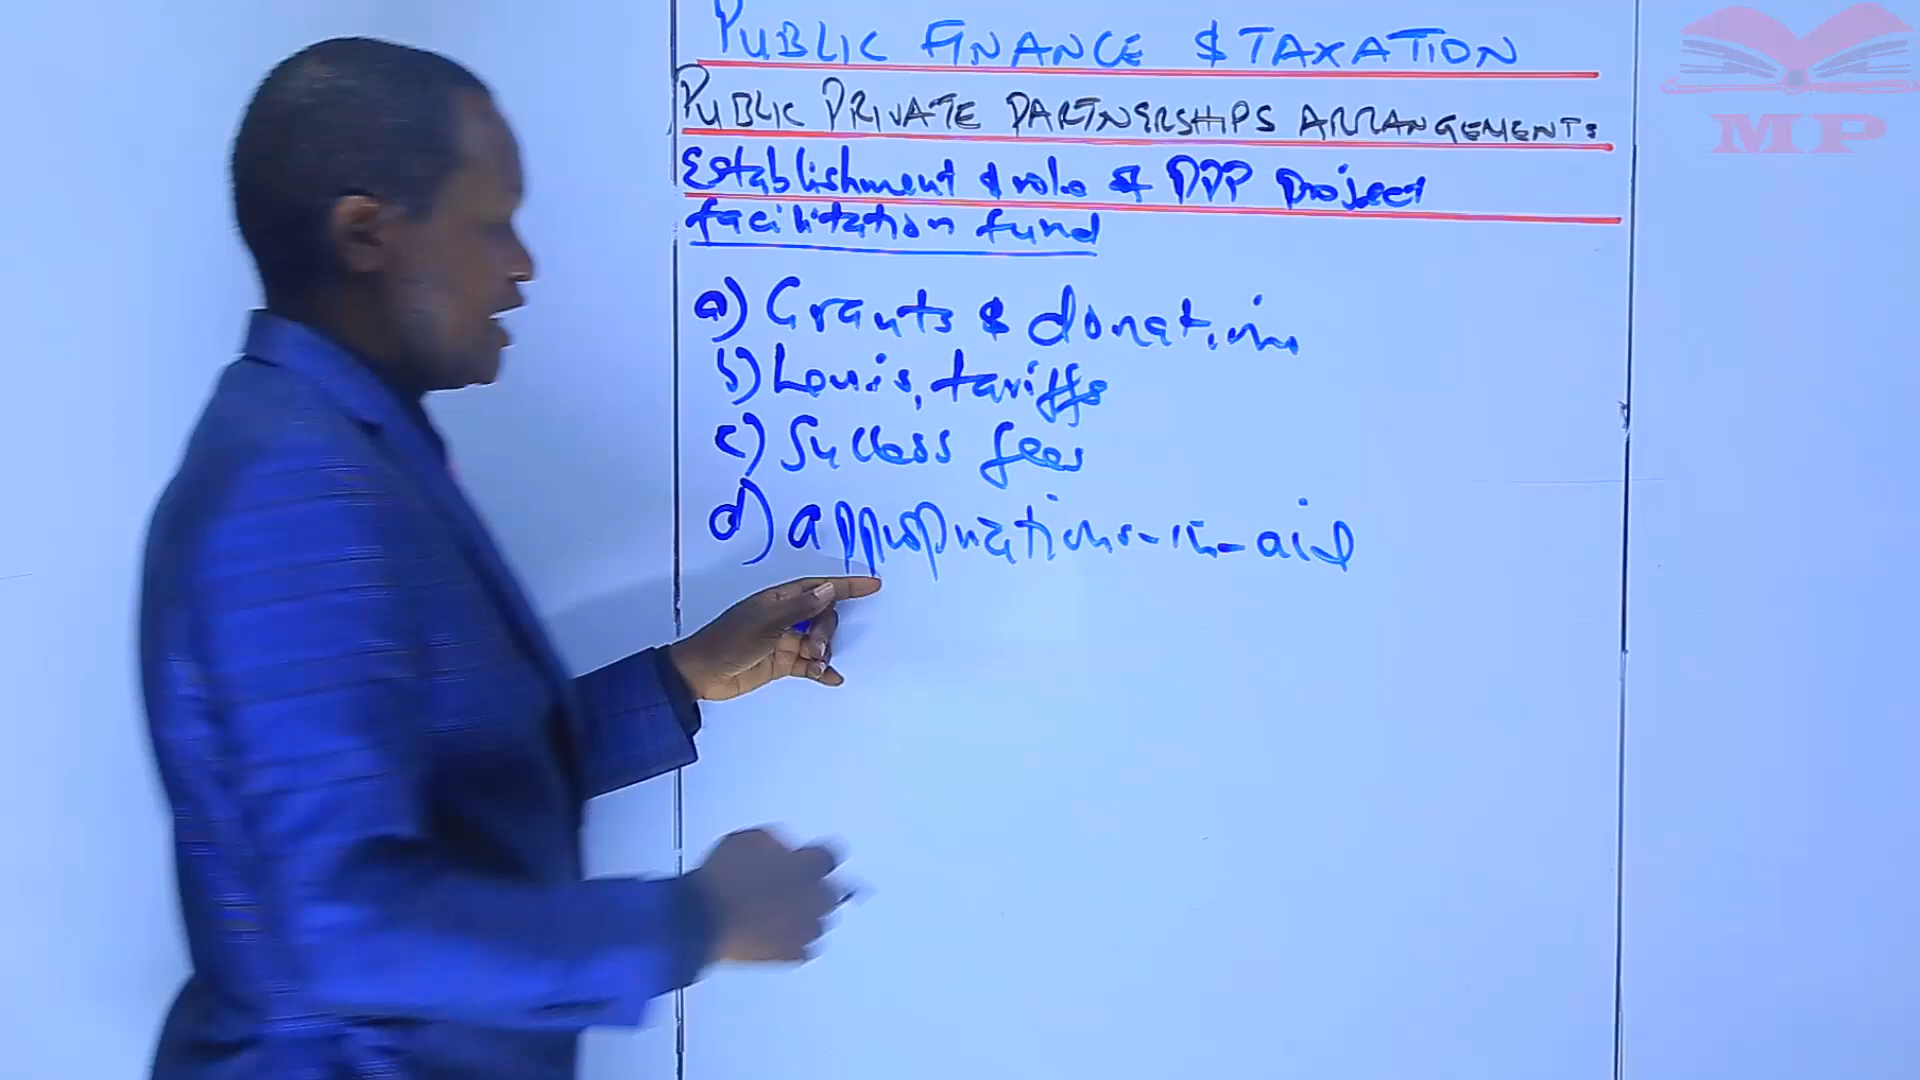 PUBLIC FINANCE & TAXATION
PUBLIC PRIVATE PARTNERSHIPS ARRANGEMENTS
Establishment & role of PPP Project
facilitation fund
a) Grants & donations
b) Levies, tariffs
c) Success fees
d) appropriations-in-aid
MP